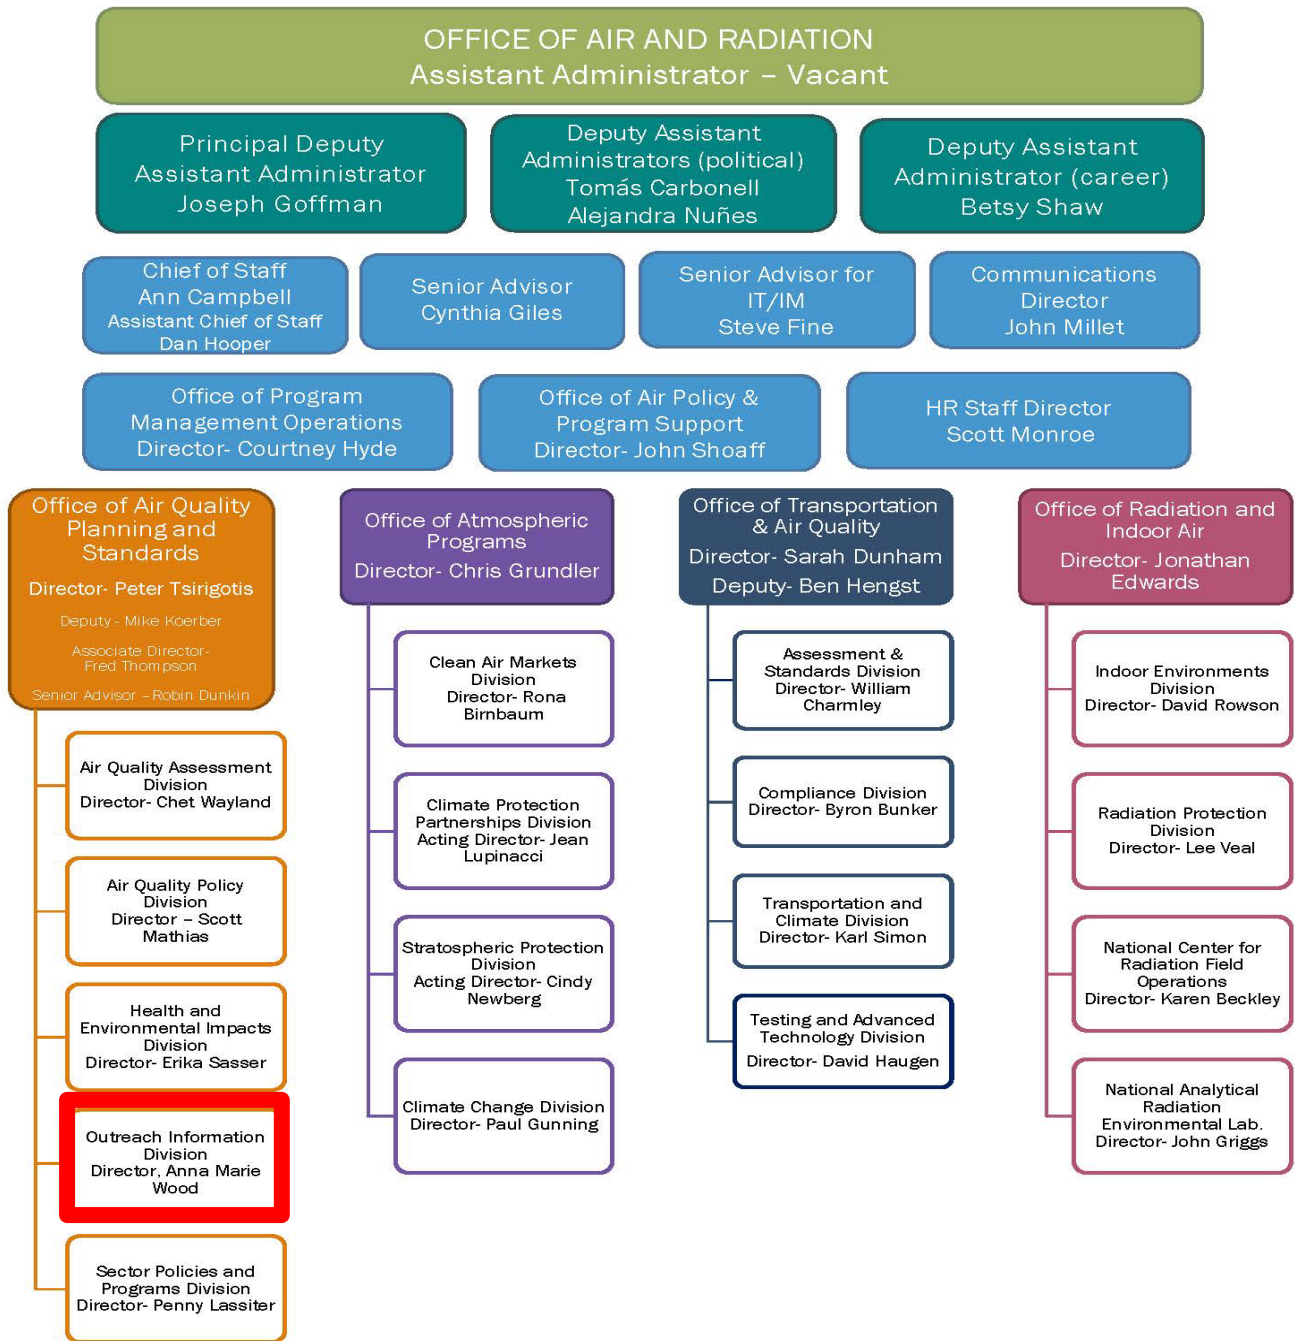 OFFICE OF AIR AND RADIATION
Assistant Administrator – Vacant
Principal Deputy
Assistant Administrator
Joseph Goffman
Deputy Assistant
Administrators (political)
Tomás Carbonell
Alejandra Nuñes
Deputy Assistant
Administrator (career)
Betsy Shaw
Chief of Staff
Ann Campbell
Assistant Chief of Staff
Dan Hooper
Senior Advisor
Cynthia Giles
Senior Advisor for
IT/IM
Steve Fine
Communications
Director
John Millet
Office of Program
Management Operations
Director- Courtney Hyde
Office of Air Policy &
Program Support
Director- John Shoaff
HR Staff Director
Scott Monroe
Office of Air Quality
Planning and
Standards
Director- Peter Tsirigotis
Deputy - Mike Koerber
Associate Director-
Fred Thompson
Senior Advisor – Robin Dunkin
Air Quality Assessment
Division
Director- Chet Wayland
Air Quality Policy
Division
Director – Scott
Mathias
Health and
Environmental Impacts
Division
Director- Erika Sasser
Outreach Information
Division
Director, Anna Marie
Wood
Sector Policies and
Programs Division
Director- Penny Lassiter
Office of Atmospheric
Programs
Director- Chris Grundler
Clean Air Markets
Division
Director- Rona
Birnbaum
Climate Protection
Partnerships Division
Acting Director- Jean
Lupinacci
Stratospheric Protection
Division
Acting Director- Cindy
Newberg
Climate Change Division
Director- Paul Gunning
Office of Transportation
& Air Quality
Director- Sarah Dunham
Deputy- Ben Hengst
Assessment &
Standards Division
Director- William
Charmley
Compliance Division
Director- Byron Bunker
Transportation and
Climate Division
Director- Karl Simon
Testing and Advanced
Technology Division
Director- David Haugen
Office of Radiation and
Indoor Air
Director- Jonathan
Edwards
Indoor Environments
Division
Director- David Rowson
Radiation Protection
Division
Director- Lee Veal
National Center for
Radiation Field
Operations
Director- Karen Beckley
National Analytical
Radiation
Environmental Lab.
Director- John Griggs